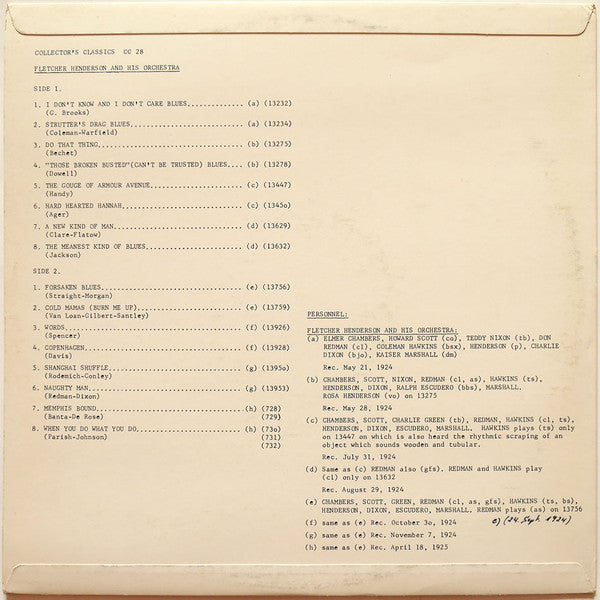 COLLECTOR'S CLASSICS CC 28
FLETCHER HENDERSON AND HIS ORCHESTRA
SIDE 1.
1. I DON'T KNOW AND I DON'T CARE BLUES.............. (a) (13232)
(G. Brooks)
2. STRUTTER'S DRAG BLUES............................ (a) (13234)
(Coleman-Warfield)
3. DO THAT THING.................................... (b) (13275)
(Bechet)
4. "THOSE BROKEN BUSTED"(CAN'T BE TRUSTED) BLUES.... (b) (13278)
(Dowell)
5. THE GOUGE OF ARMOUR AVENUE....................... (c) (13447)
(Handy)
6. HARD HEARTED HANNAH.............................. (c) (1345o)
(Ager)
7. A NEW KIND OF MAN................................ (d) (13629)
(Clare-Flatow)
8. THE MEANEST KIND OF BLUES........................ (d) (13632)
(Jackson)
SIDE 2.
1. FORSAKEN BLUES................................... (e) (13756)
(Straight-Morgan)
2. COLD MAMAS (BURN ME UP).......................... (e) (13759)
(Van Loan-Gilbert-Santley)
3. WORDS............................................ (f) (13926)
(Spencer)
4. COPENHAGEN....................................... (f) (13928)
(Davis)
5. SHANGHAI SHUFFLE................................. (g) (1395o)
(Rodemich-Conley)
6. NAUGHTY MAN...................................... (g) (13953)
(Redman-Dixon)
7. MEMPHIS BOUND.................................... (h) (728)
(Banta-De Rose) (729)
8. WHEN YOU DO WHAT YOU DO.......................... (h) (73o)
(Parish-Johnson) (731)
(732)
PERSONNEL:
FLETCHER HENDERSON AND HIS ORCHESTRA:
(a) ELMER CHAMBERS, HOWARD SCOTT (co), TEDDY NIXON (tb), DON
REDMAN (cl), COLEMAN HAWKINS (bsx), HENDERSON (p), CHARLIE
DIXON (bjo), KAISER MARSHALL (dm)
Rec. May 21, 1924
(b) CHAMBERS, SCOTT, NIXON, REDMAN (cl, as), HAWKINS (ts),
HENDERSON, DIXON, RALPH ESCUDERO (bbs), MARSHALL.
ROSA HENDERSON (vo) on 13275
Rec. May 28, 1924
(c) CHAMBERS, SCOTT, CHARLIE GREEN (tb), REDMAN, HAWKINS (cl, ts),
HENDERSON, DIXON, ESCUDERO, MARSHALL. HAWKINS plays (ts) only
on 13447 on which is also heard the rhythmic scraping of an
object which sounds wooden and tubular.
Rec. July 31, 1924
(d) Same as (c) REDMAN also (gfs). REDMAN and HAWKINS play
(cl) only on 13632
Rec. August 29, 1924
(e) CHAMBERS, SCOTT, GREEN, REDMAN (cl, as, gfs), HAWKINS (ts, bs),
HENDERSON, DIXON, ESCUDERO, MARSHALL. REDMAN plays (as) on 13756
(f) same as (e) Rec. October 3o, 1924 e) (24. Sept. 1924)
(g) same as (e) Rec. November 7, 1924
(h) same as (e) Rec. April 18, 1925